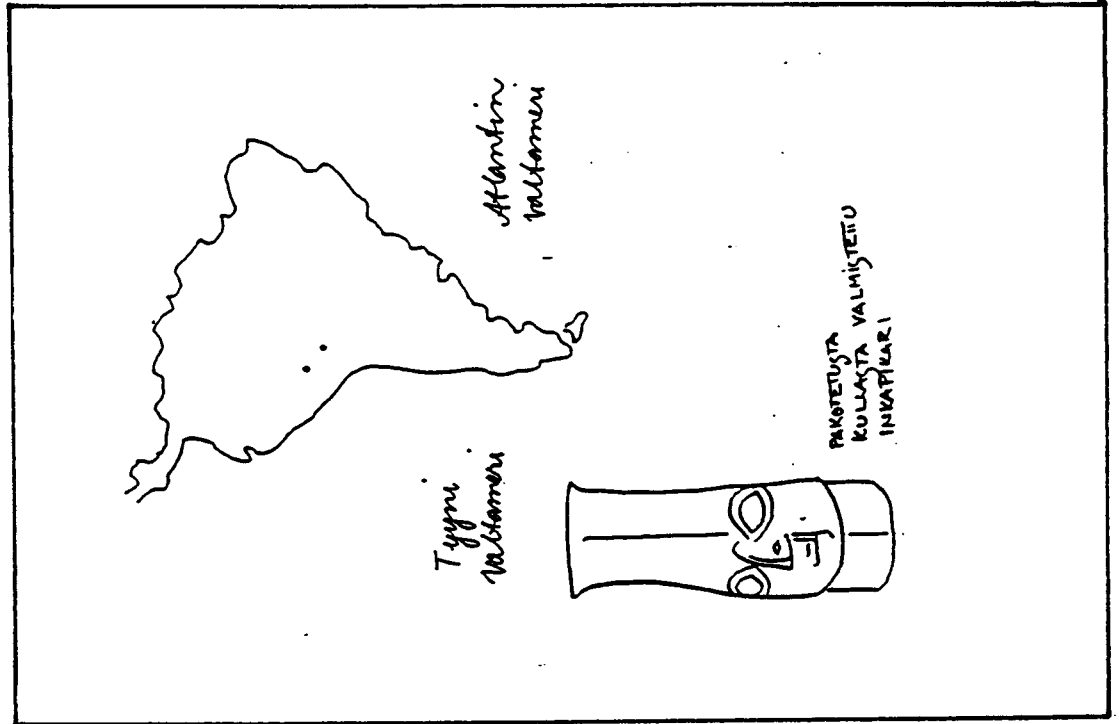 Atlantin
valtameri
Tyyni
valtameri
PAKOTETUSTA
KULLASTA VALMISTETTU
INKAPIKARI